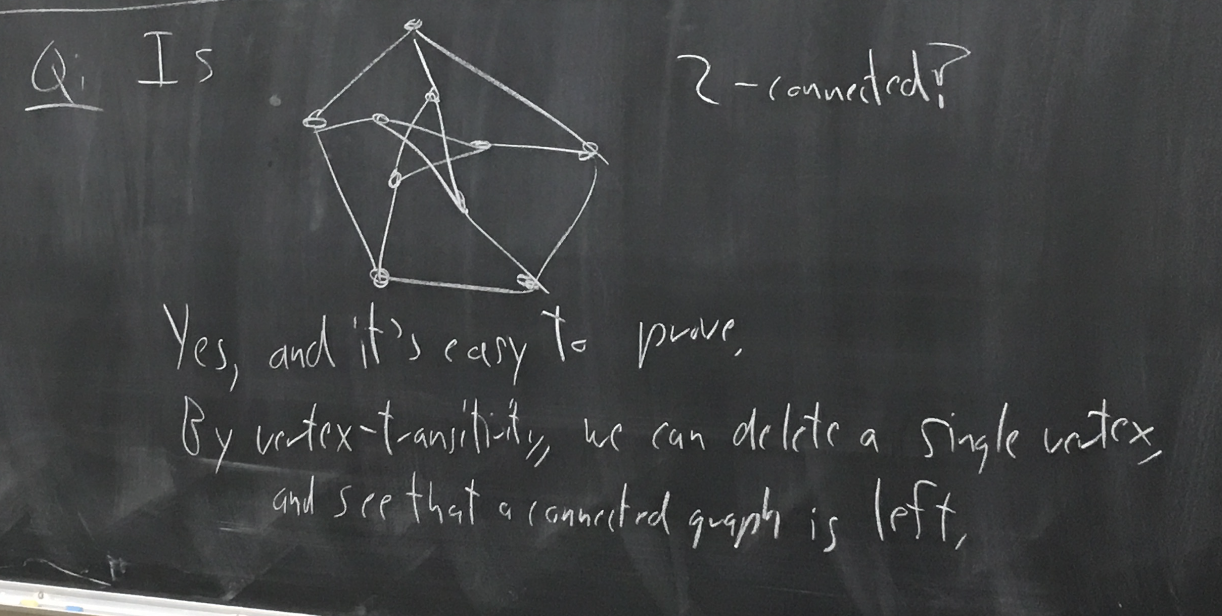 Q: Is 2-connected?
Yes, and it's easy to prove.
By vertex-transitivity, we can delete a single vertex,
and see that a connected graph is left.